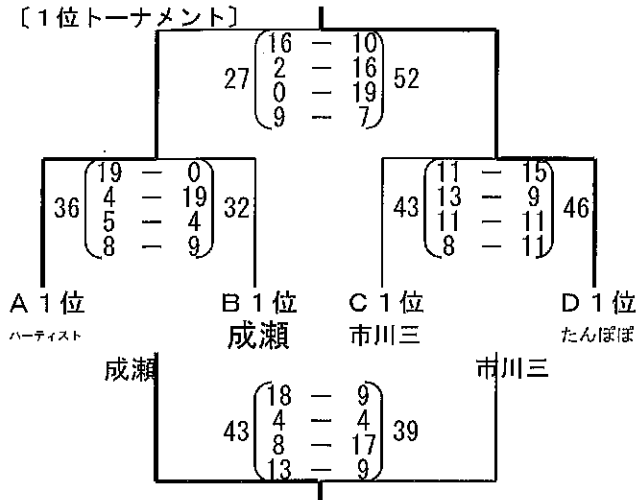 〔１位トーナメント〕
27 16 － 10 52
2 － 16
0 － 19
9 － 7
36 19 － 0 32
4 － 19
5 － 4
8 － 9
43 11 － 15 46
13 － 9
11 － 11
8 － 11
A１位 B１位 C１位 D１位
ハーティスト 成瀬 市川三 たんぽぽ
成瀬 市川三
43 18 － 9 39
4 － 4
8 － 17
13 － 9